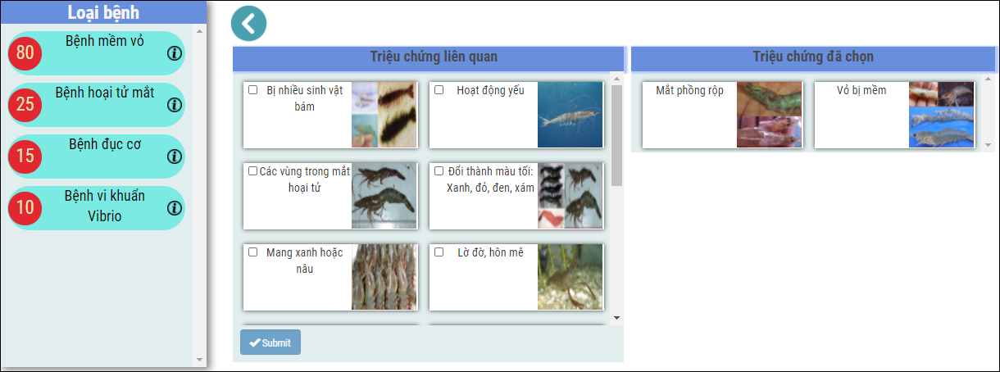 Loại bệnh
80
Bệnh mềm vỏ
25
Bệnh hoại tử mắt
15
Bệnh đục cơ
10
Bệnh vi khuẩn
Vibrio
Triệu chứng liên quan
Bị nhiều sinh vật
bám
Hoạt động yếu
Các vùng trong mắt
hoại tử
Đổi thành màu tối:
Xanh, đỏ, đen, xám
Mang xanh hoặc
nâu
Lờ đờ, hôn mê
Submit
Triệu chứng đã chọn
Mắt phồng rộp
Vỏ bị mềm